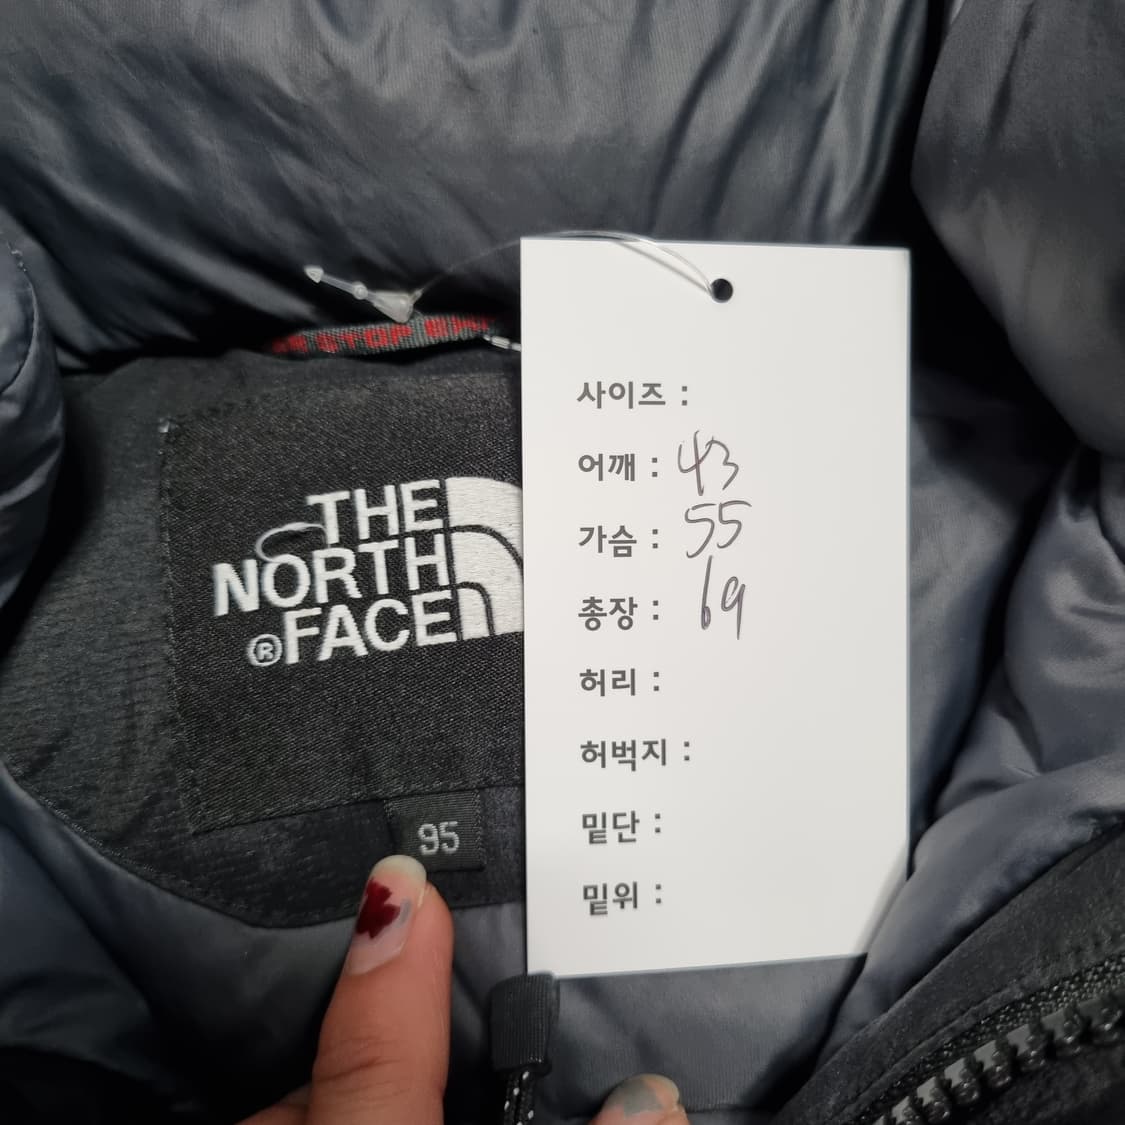 STOP
THE
NORTH
® FACE
95
사이즈 :
어깨 : 43
가슴 : 55
총장 : 69
허리 :
허벅지 :
밑단 :
밑위 :